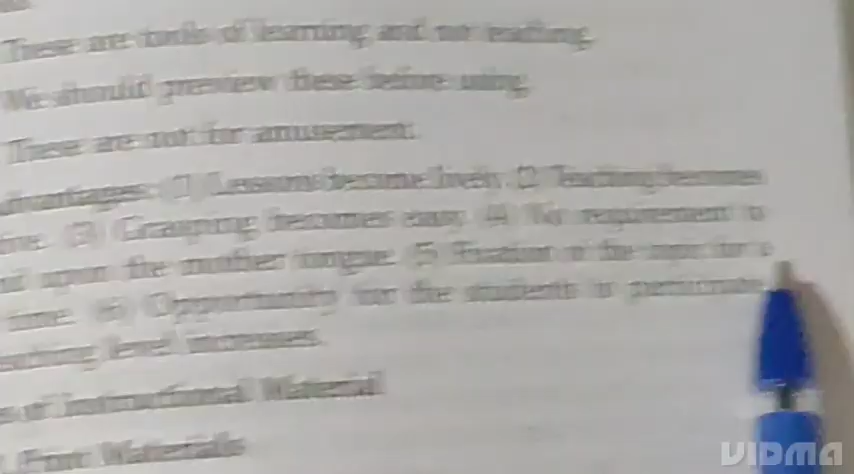 These are tools of learning and not teaching.
We should preview these before using.
These are not for amusement.
advantages: (1) Lessons become lively. (2) Teaching becomes
(3) Grasping becomes easy. (4) No requirement to
upon the mother tongue. (5) Fixation of the topic for a
time. (6) Opportunity for the students to participate
level increases.
of Instructional Material
Print Materials
VIDMA